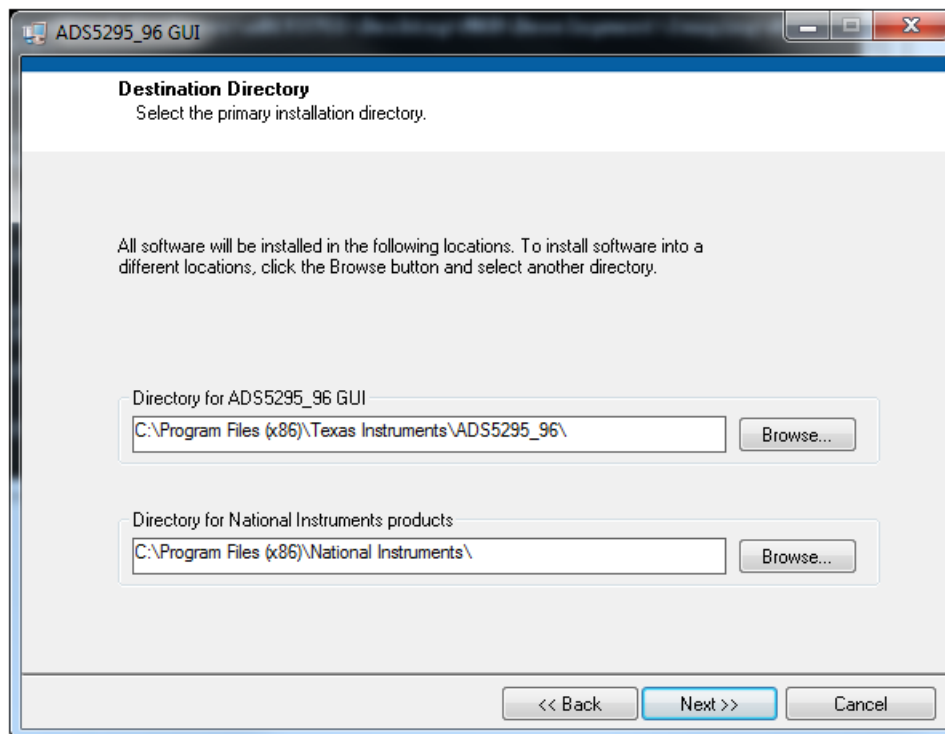 ADS5295_96 GUI
Destination Directory
Select the primary installation directory.
All software will be installed in the following locations. To install software into a
different locations, click the Browse button and select another directory.
Directory for ADS5295_96 GUI
C:\Program Files (x86)\Texas Instruments\ADS5295_96\
Browse...
Directory for National Instruments products
C:\Program Files (x86)\National Instruments\
Browse...
<< Back
Next >>
Cancel